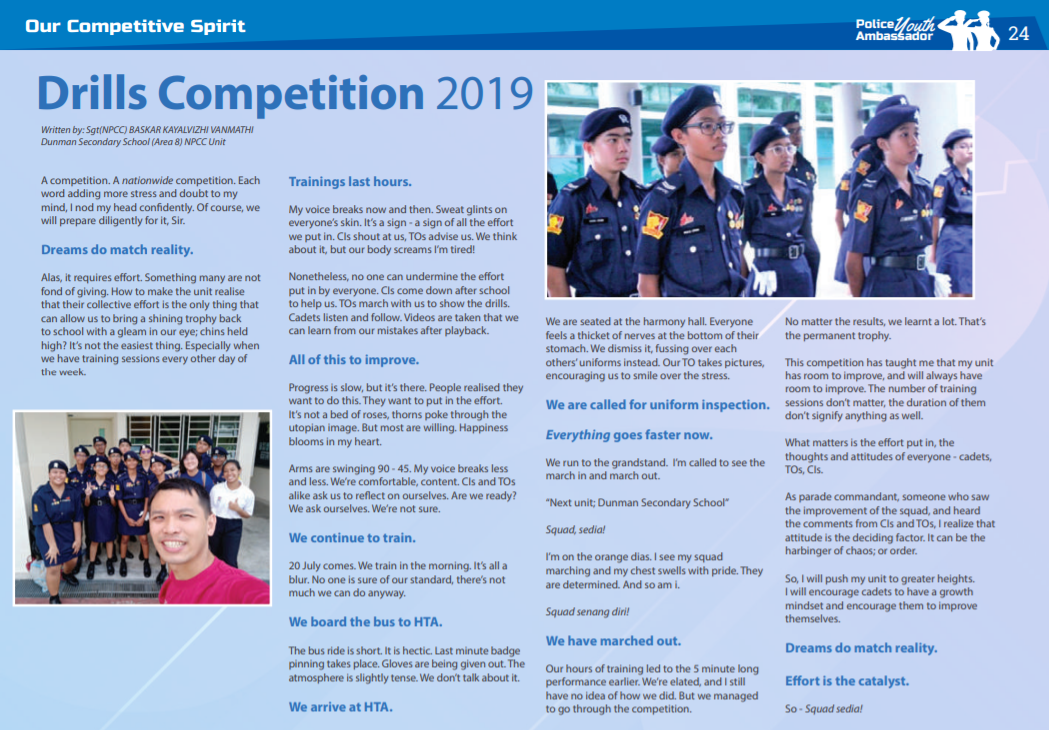 Our Competitive Spirit
Police Youth
Ambassador
24
Drills Competition 2019
Written by: Sgt(NPCC) BASKAR KAYALVIZHI VANMATHI
Dunman Secondary School (Area 8) NPCC Unit
A competition. A nationwide competition. Each
word adding more stress and doubt to my
mind, I nod my head confidently. Of course, we
will prepare diligently for it, Sir.
Dreams do match reality.
Alas, it requires effort. Something many are not
fond of giving. How to make the unit realise
that their collective effort is the only thing that
can allow us to bring a shining trophy back
to school with a gleam in our eye; chins held
high? It's not the easiest thing. Especially when
we have training sessions every other day of
the week.
Trainings last hours.
My voice breaks now and then. Sweat glints on
everyone's skin. It's a sign - a sign of all the effort
we put in. CIs shout at us, TOs advise us. We think
about it, but our body screams I'm tired!
Nonetheless, no one can undermine the effort
put in by everyone. CIs come down after school
to help us. TOs march with us to show the drills.
Cadets listen and follow. Videos are taken that we
can learn from our mistakes after playback.
All of this to improve.
Progress is slow, but it's there. People realised they
want to do this. They want to put in the effort.
It's not a bed of roses, thorns poke through the
utopian image. But most are willing. Happiness
blooms in my heart.
Arms are swinging 90 - 45. My voice breaks less
and less. We're comfortable, content. CIs and TOs
alike ask us to reflect on ourselves. Are we ready?
We ask ourselves. We're not sure.
We continue to train.
20 July comes. We train in the morning. It's all a
blur. No one is sure of our standard, there's not
much we can do anyway.
We board the bus to HTA.
The bus ride is short. It is hectic. Last minute badge
pinning takes place. Gloves are being given out. The
atmosphere is slightly tense. We don't talk about it.
We arrive at HTA.
We are seated at the harmony hall. Everyone
feels a thicket of nerves at the bottom of their
stomach. We dismiss it, fussing over each
others' uniforms instead. Our TO takes pictures,
encouraging us to smile over the stress.
We are called for uniform inspection.
Everything goes faster now.
We run to the grandstand. I'm called to see the
march in and march out.
"Next unit; Dunman Secondary School"
Squad, sedia!
I'm on the orange dias. I see my squad
marching and my chest swells with pride. They
are determined. And so am i.
Squad senang diri!
We have marched out.
Our hours of training led to the 5 minute long
performance earlier. We're elated, and I still
have no idea of how we did. But we managed
to go through the competition.
No matter the results, we learnt a lot. That's
the permanent trophy.
This competition has taught me that my unit
has room to improve, and will always have
room to improve. The number of training
sessions don't matter, the duration of them
don't signify anything as well.
What matters is the effort put in, the
thoughts and attitudes of everyone - cadets,
TOs, CIs.
As parade commandant, someone who saw
the improvement of the squad, and heard
the comments from CIs and TOs, I realize that
attitude is the deciding factor. It can be the
harbinger of chaos; or order.
So, I will push my unit to greater heights.
I will encourage cadets to have a growth
mindset and encourage them to improve
themselves.
Dreams do match reality.
Effort is the catalyst.
So - Squad sedia!